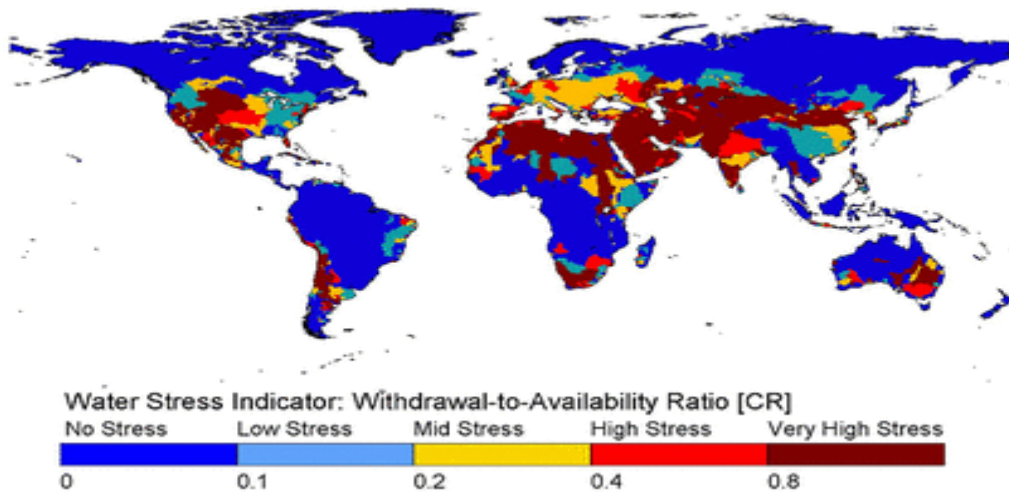 Water Stress Indicator: Withdrawal-to-Availability Ratio [CR]
No Stress Low Stress Mid Stress High Stress Very High Stress
0 0.1 0.2 0.4 0.8